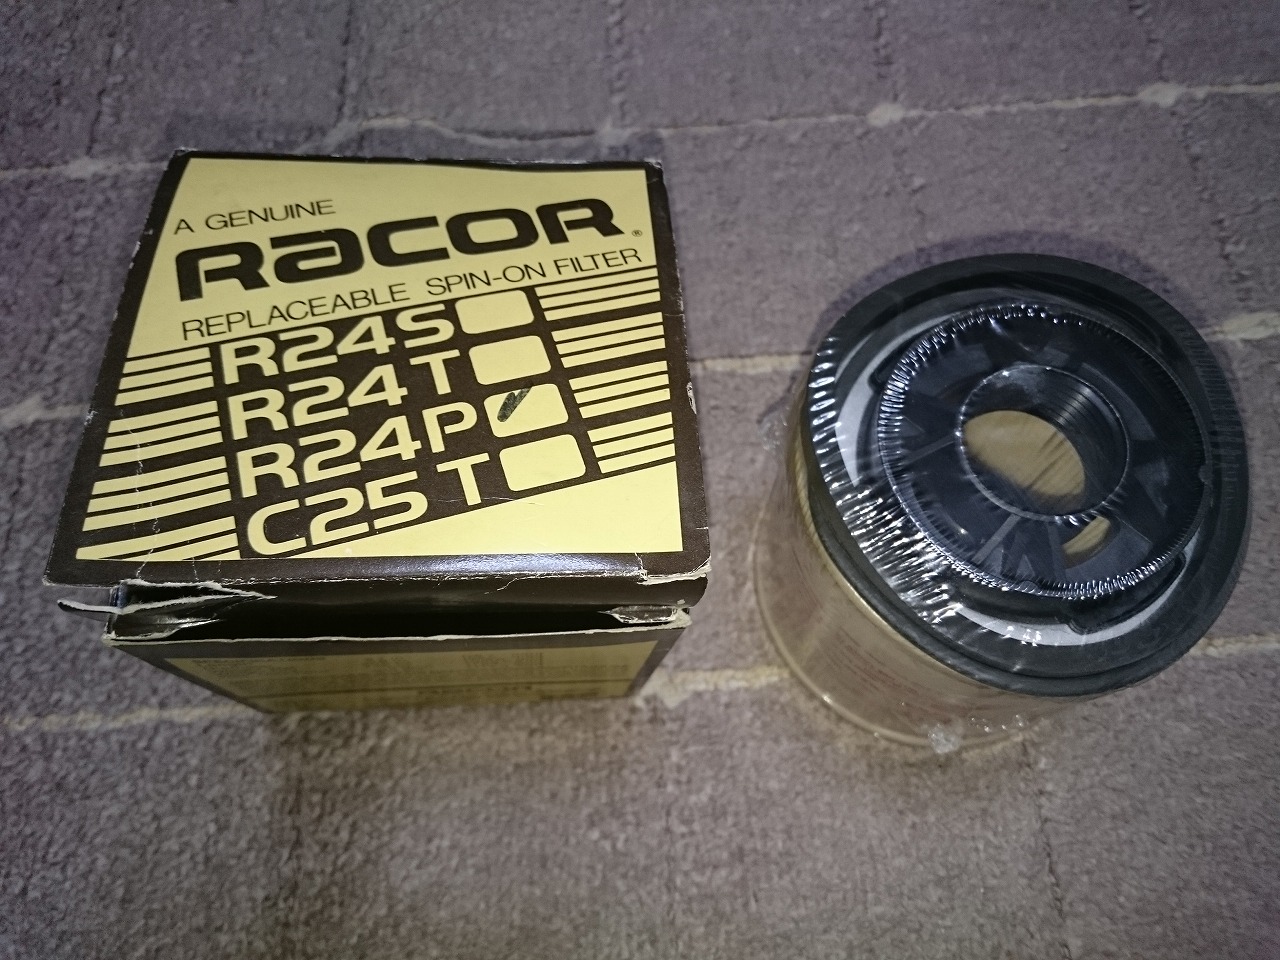 A GENUINE
RACOR®
REPLACEABLE SPIN-ON FILTER
R24S
R24T
R24P
C25T